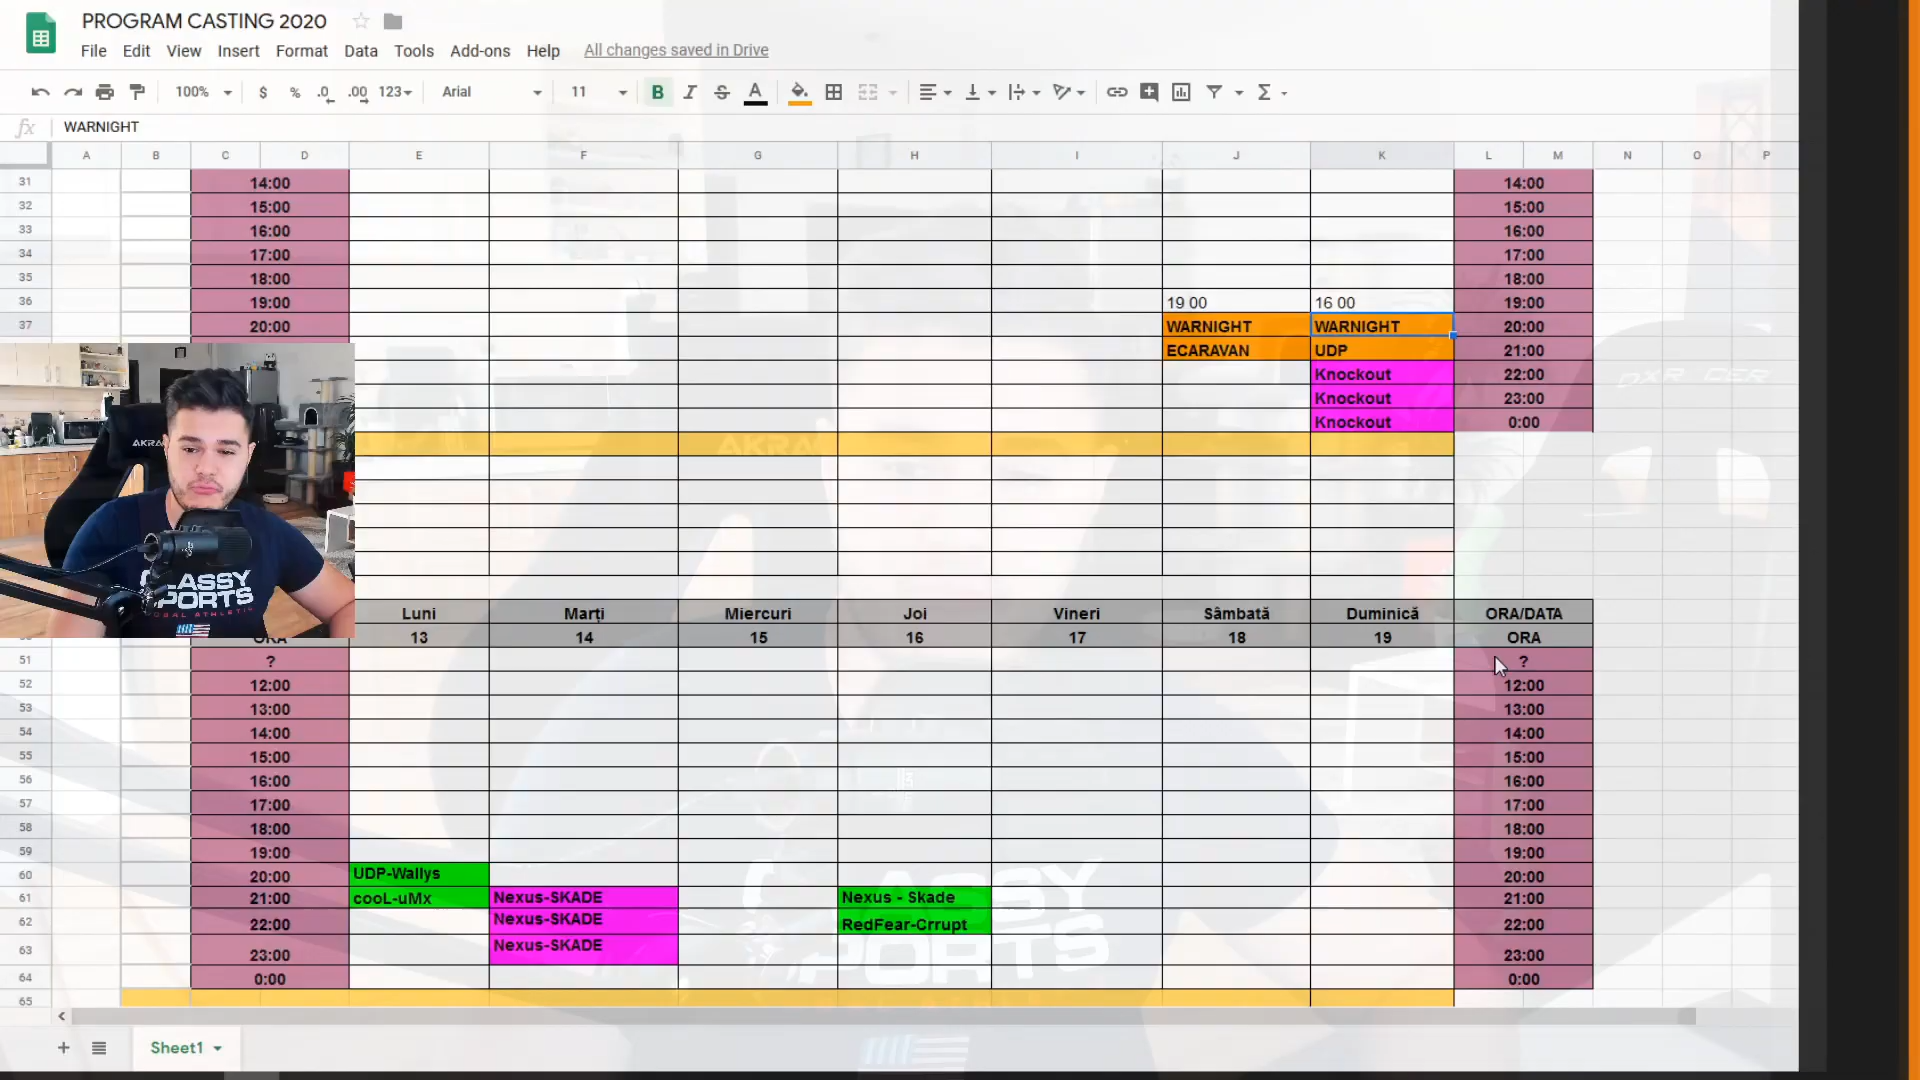 PROGRAM CASTING 2020
File Edit View Insert Format Data Tools Add-ons Help All changes saved in Drive
100% $ % .0 .00 123 Arial 11 B I S A
fx WARNIGHT
A B C D E F G H I J K L M N O P
31 14:00 14:00
32 15:00 15:00
33 16:00 16:00
34 17:00 17:00
35 18:00 18:00
36 19:00 19 00 16 00 19:00
37 20:00 WARNIGHT WARNIGHT 20:00
ECARAVAN UDP 21:00
Knockout 22:00
Knockout 23:00
Knockout 0:00
AKRA
Luni Marți Miercuri Joi Vineri Sâmbată Duminică ORA/DATA
ORA 13 14 15 16 17 18 19 ORA
51 ? ?
52 12:00 12:00
53 13:00 13:00
54 14:00 14:00
55 15:00 15:00
56 16:00 16:00
57 17:00 17:00
58 18:00 18:00
59 19:00 19:00
60 20:00 UDP-Wallys 20:00
61 21:00 cooL-uMx Nexus-SKADE Nexus - Skade 21:00
62 22:00 Nexus-SKADE RedFear-Crrupt 22:00
63 23:00 Nexus-SKADE 23:00
64 0:00 0:00
65
Sheet1
AKRA
LASSY
PORTS
ASSY
PORTS